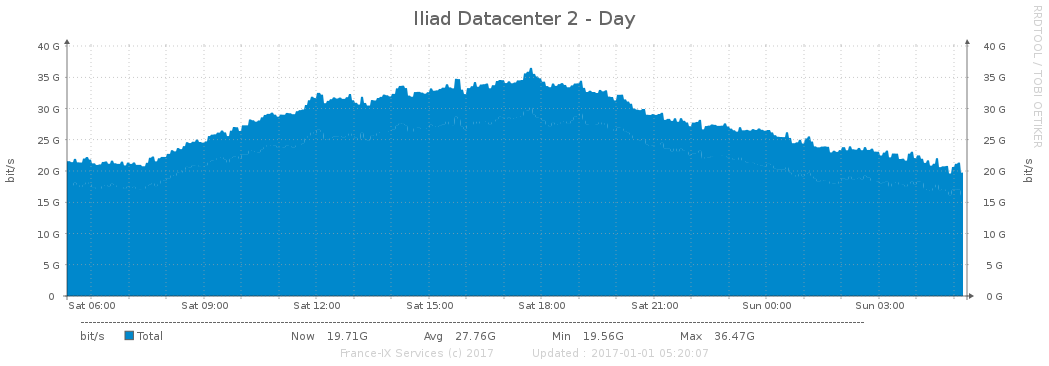 Iliad Datacenter 2 - Day
RRDTOOL / TOBI OETIKER
bit/s
40 G 40 G
35 G 35 G
30 G 30 G
25 G 25 G
20 G 20 G
15 G 15 G
10 G 10 G
5 G 5 G
0 0 G
bit/s
Sat 06:00 Sat 09:00 Sat 12:00 Sat 15:00 Sat 18:00 Sat 21:00 Sun 00:00 Sun 03:00
bit/s Total Now 19.71G Avg 27.76G Min 19.56G Max 36.47G
France-IX Services (c) 2017 Updated : 2017-01-01 05:20:07